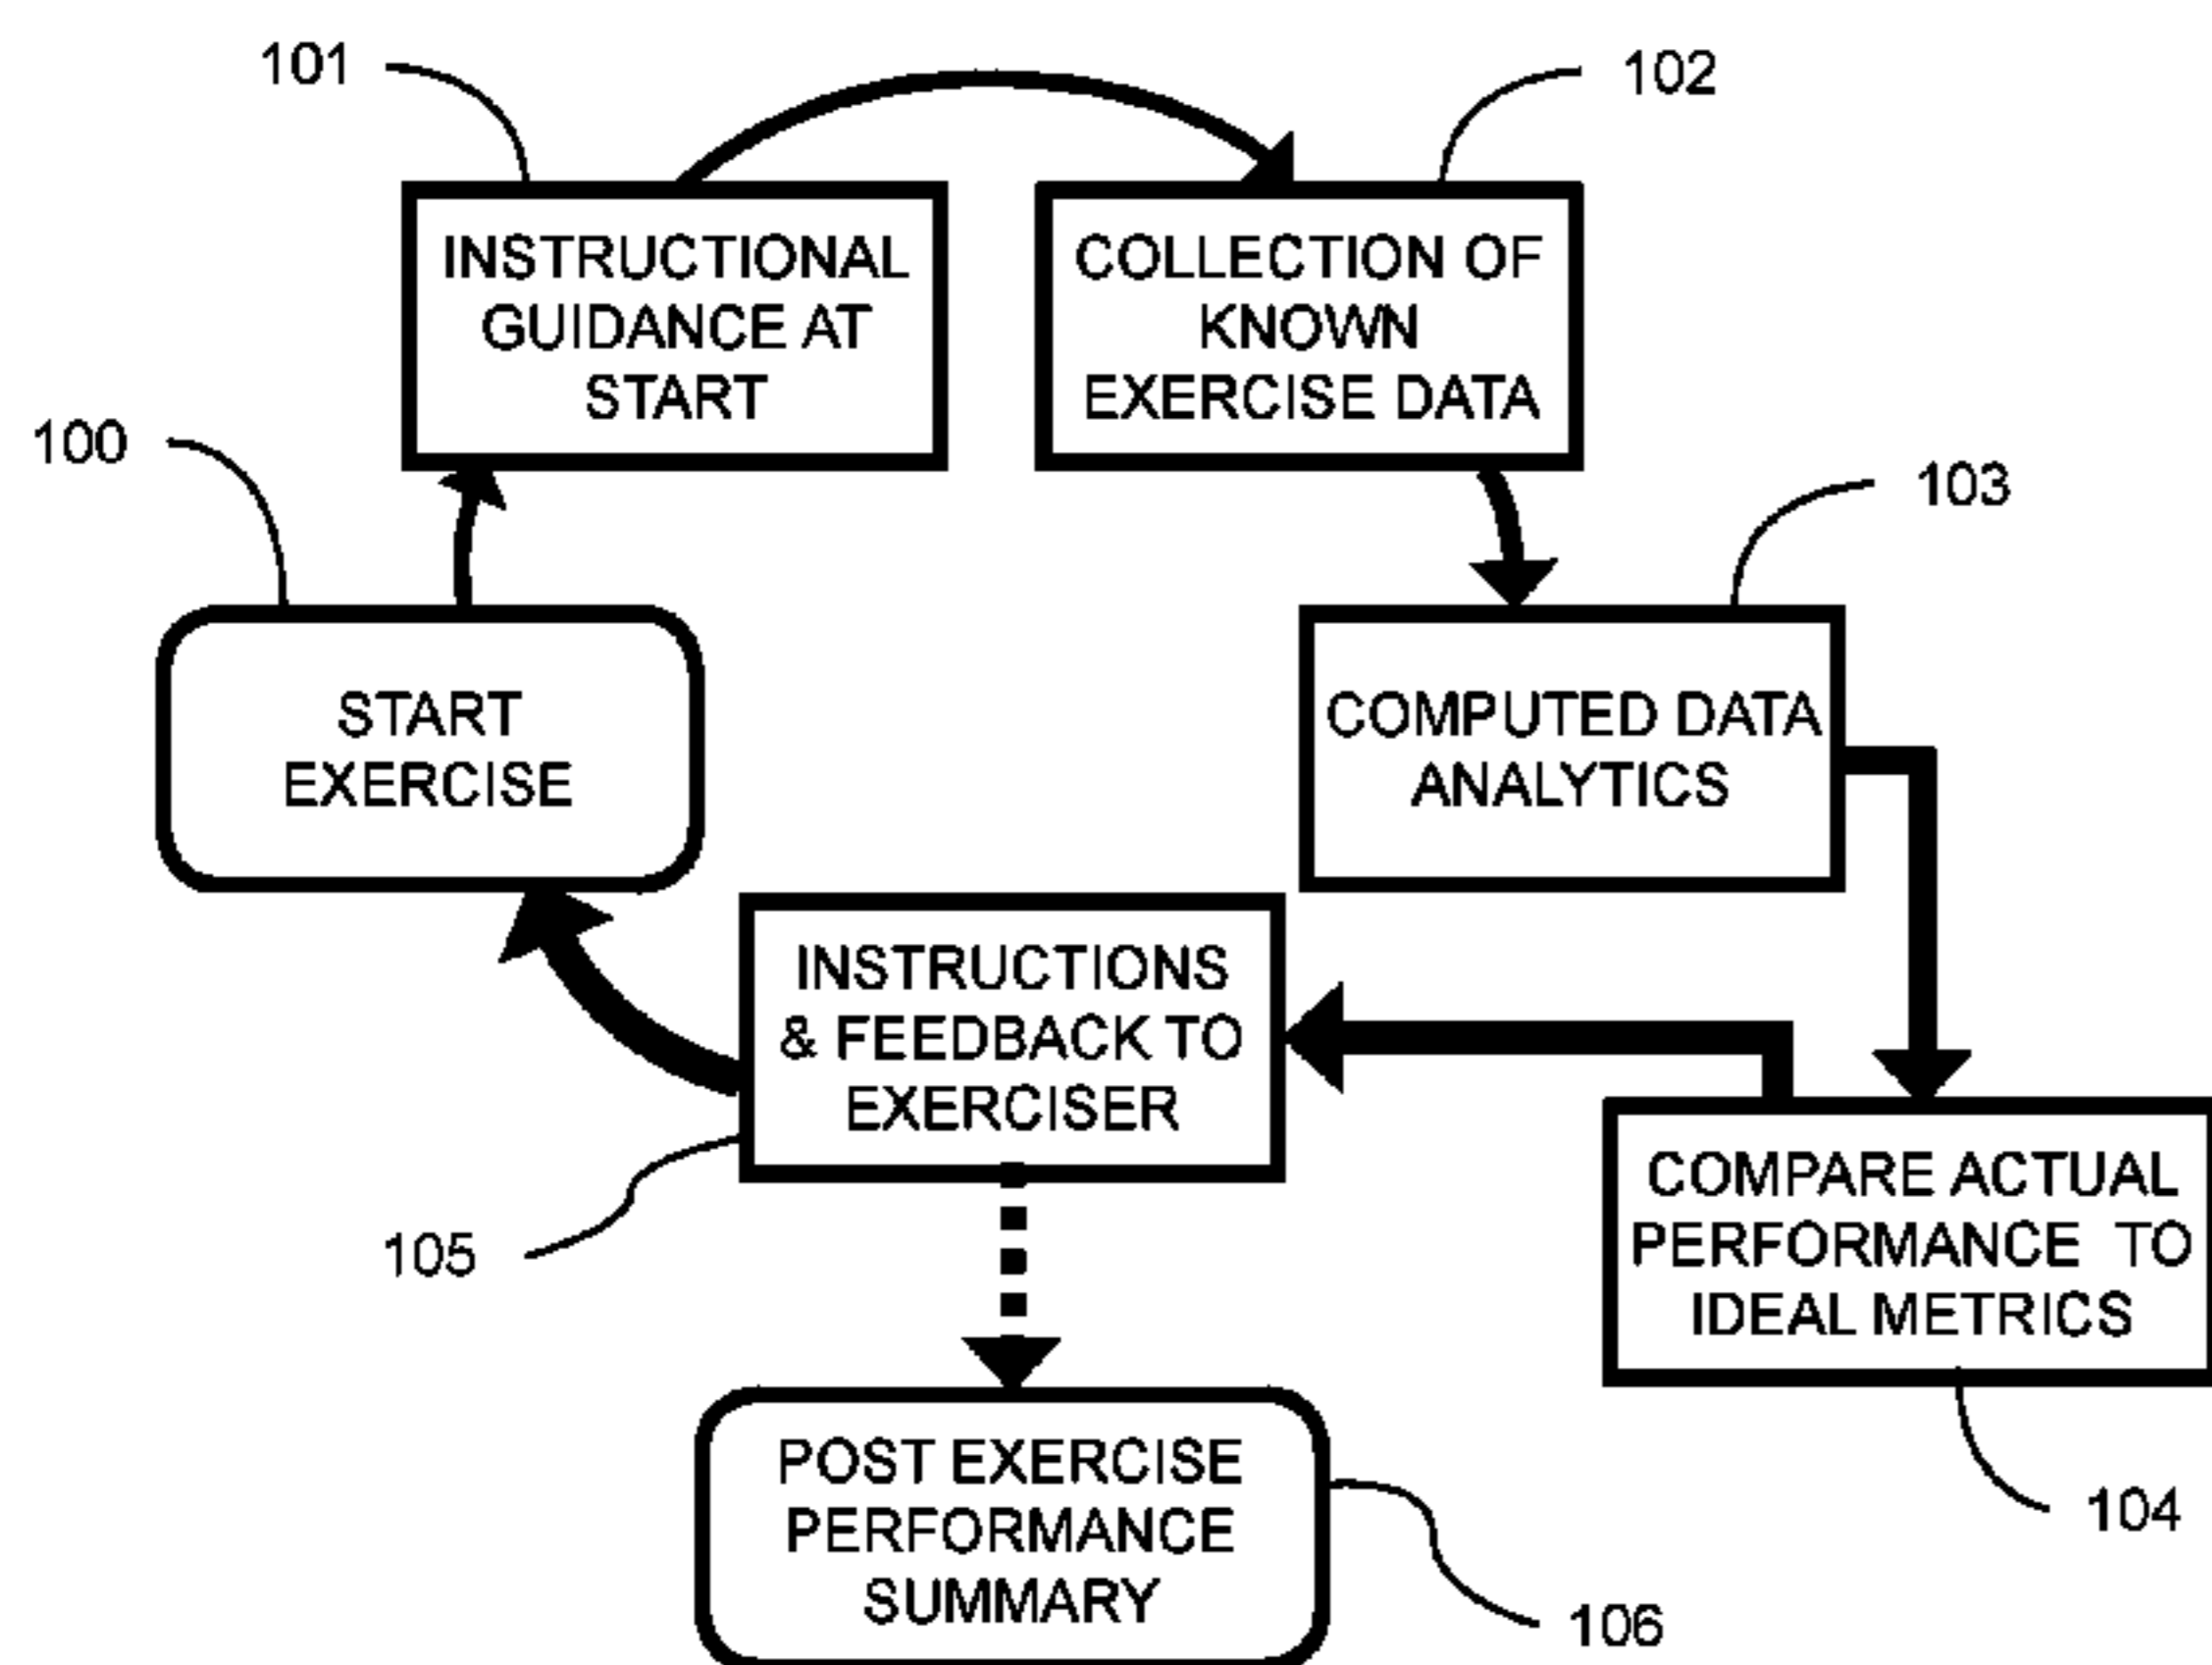 101
102
INSTRUCTIONAL
GUIDANCE AT
START
COLLECTION OF
KNOWN
EXERCISE DATA
100
103
START
EXERCISE
COMPUTED DATA
ANALYTICS
INSTRUCTIONS
& FEEDBACK TO
EXERCISER
105
COMPARE ACTUAL
PERFORMANCE TO
IDEAL METRICS
104
POST EXERCISE
PERFORMANCE
SUMMARY
106